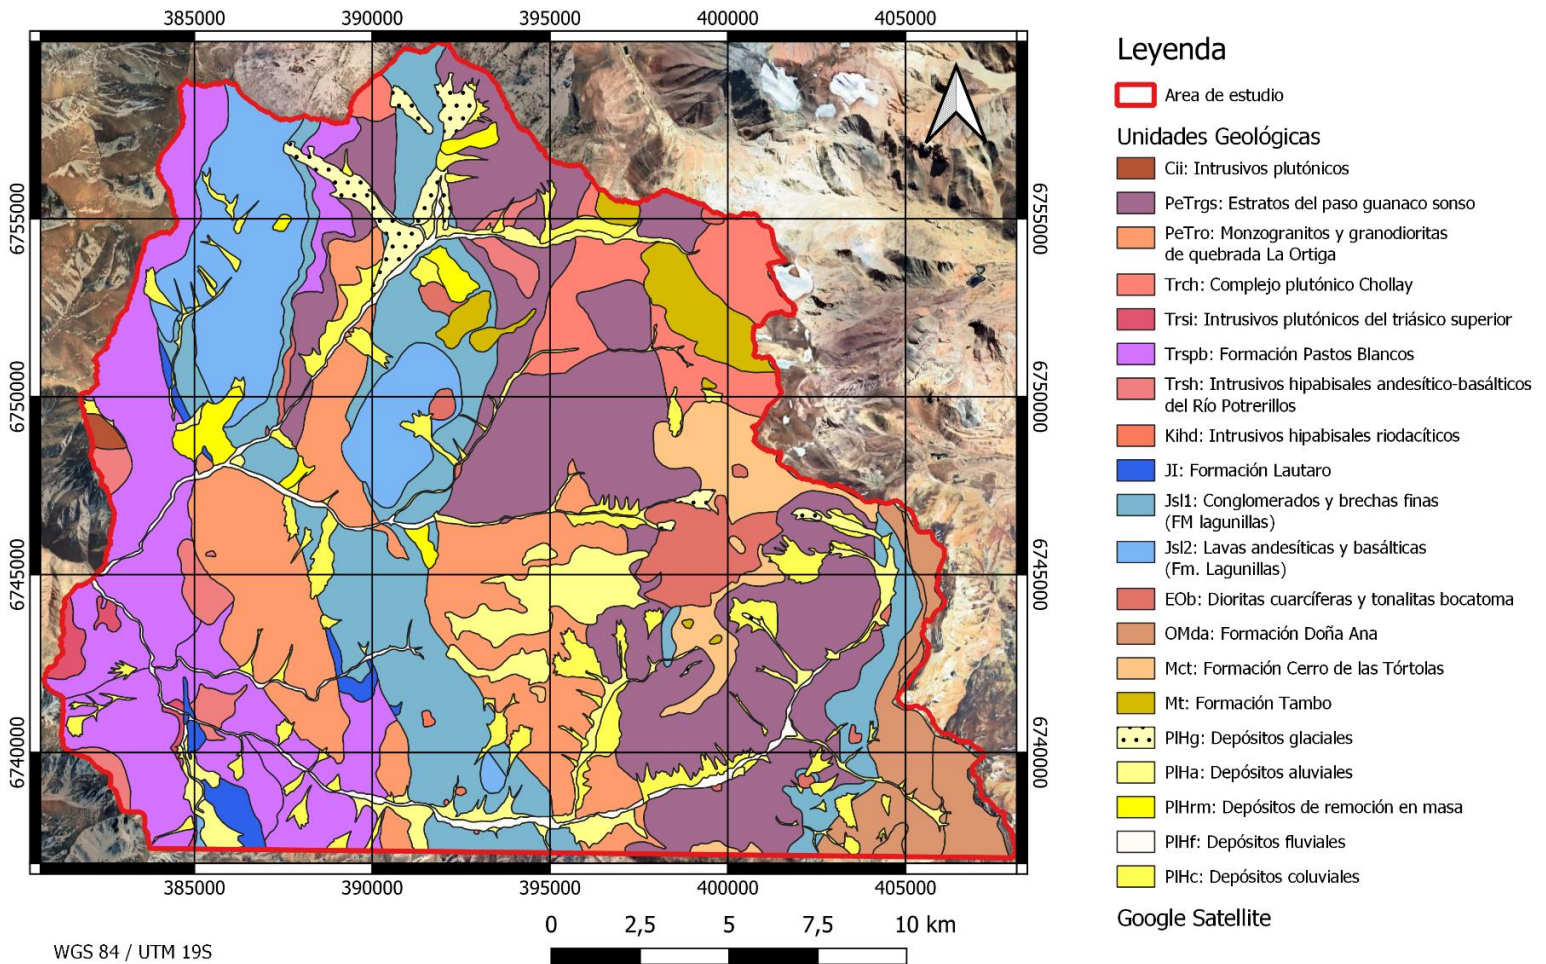 385000 390000 395000 400000 405000
6755000
6750000
6745000
6740000
6755000
6750000
6745000
6740000
385000 390000 395000 400000 405000
0 2,5 5 7,5 10 km
WGS 84 / UTM 19S
Leyenda
Area de estudio
Unidades Geológicas
Cii: Intrusivos plutónicos
PeTrgs: Estratos del paso guanaco sonso
PeTro: Monzogranitos y granodioritas
de quebrada La Ortiga
Trch: Complejo plutónico Chollay
Trsi: Intrusivos plutónicos del triásico superior
Trspb: Formación Pastos Blancos
Trsh: Intrusivos hipabisales andesítico-basálticos
del Río Potrerillos
Kihd: Intrusivos hipabisales riodacíticos
JI: Formación Lautaro
Jsl1: Conglomerados y brechas finas
(FM lagunillas)
Jsl2: Lavas andesíticas y basálticas
(Fm. Lagunillas)
EOb: Dioritas cuarcíferas y tonalitas bocatoma
OMda: Formación Doña Ana
Mct: Formación Cerro de las Tórtolas
Mt: Formación Tambo
PlHg: Depósitos glaciales
PlHa: Depósitos aluviales
PlHrm: Depósitos de remoción en masa
PlHf: Depósitos fluviales
PlHc: Depósitos coluviales
Google Satellite